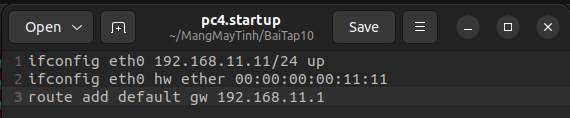 pc4.startup
Open
Save
~/MangMayTinh/BaiTap10
1 ifconfig eth0 192.168.11.11/24 up
2 ifconfig eth0 hw ether 00:00:00:00:11:11
3 route add default gw 192.168.11.1